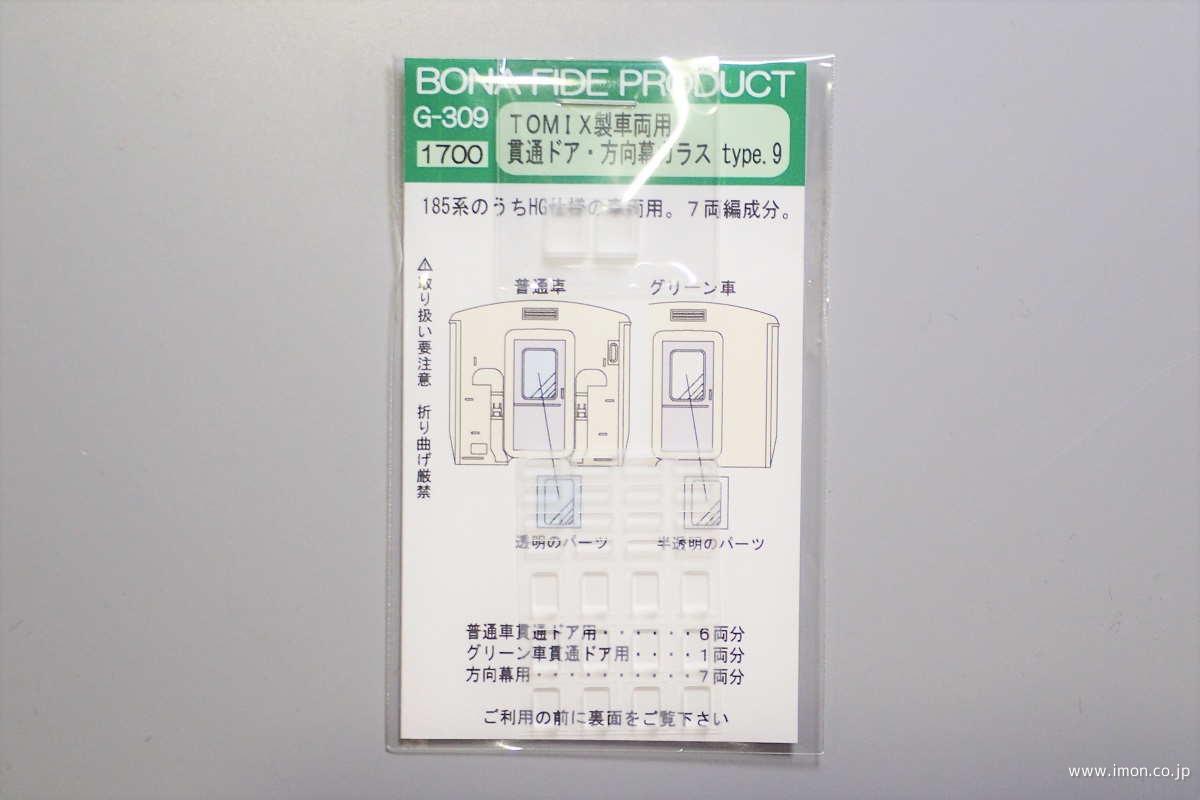 BONA FIDE PRODUCT
G-309
1700
TOMIX製車両用
貫通ドア・方向幕ガラス type.9
185系のうちHG仕様の車両用。7両編成分。
⚠取り扱い要注意 折り曲げ厳禁
普通車
グリーン車
透明のパーツ
半透明のパーツ
普通車貫通ドア用・・・・・・6両分
グリーン車貫通ドア用・・・・1両分
方向幕用・・・・・・・・・・7両分
ご利用の前に裏面をご覧下さい
www.imon.co.jp